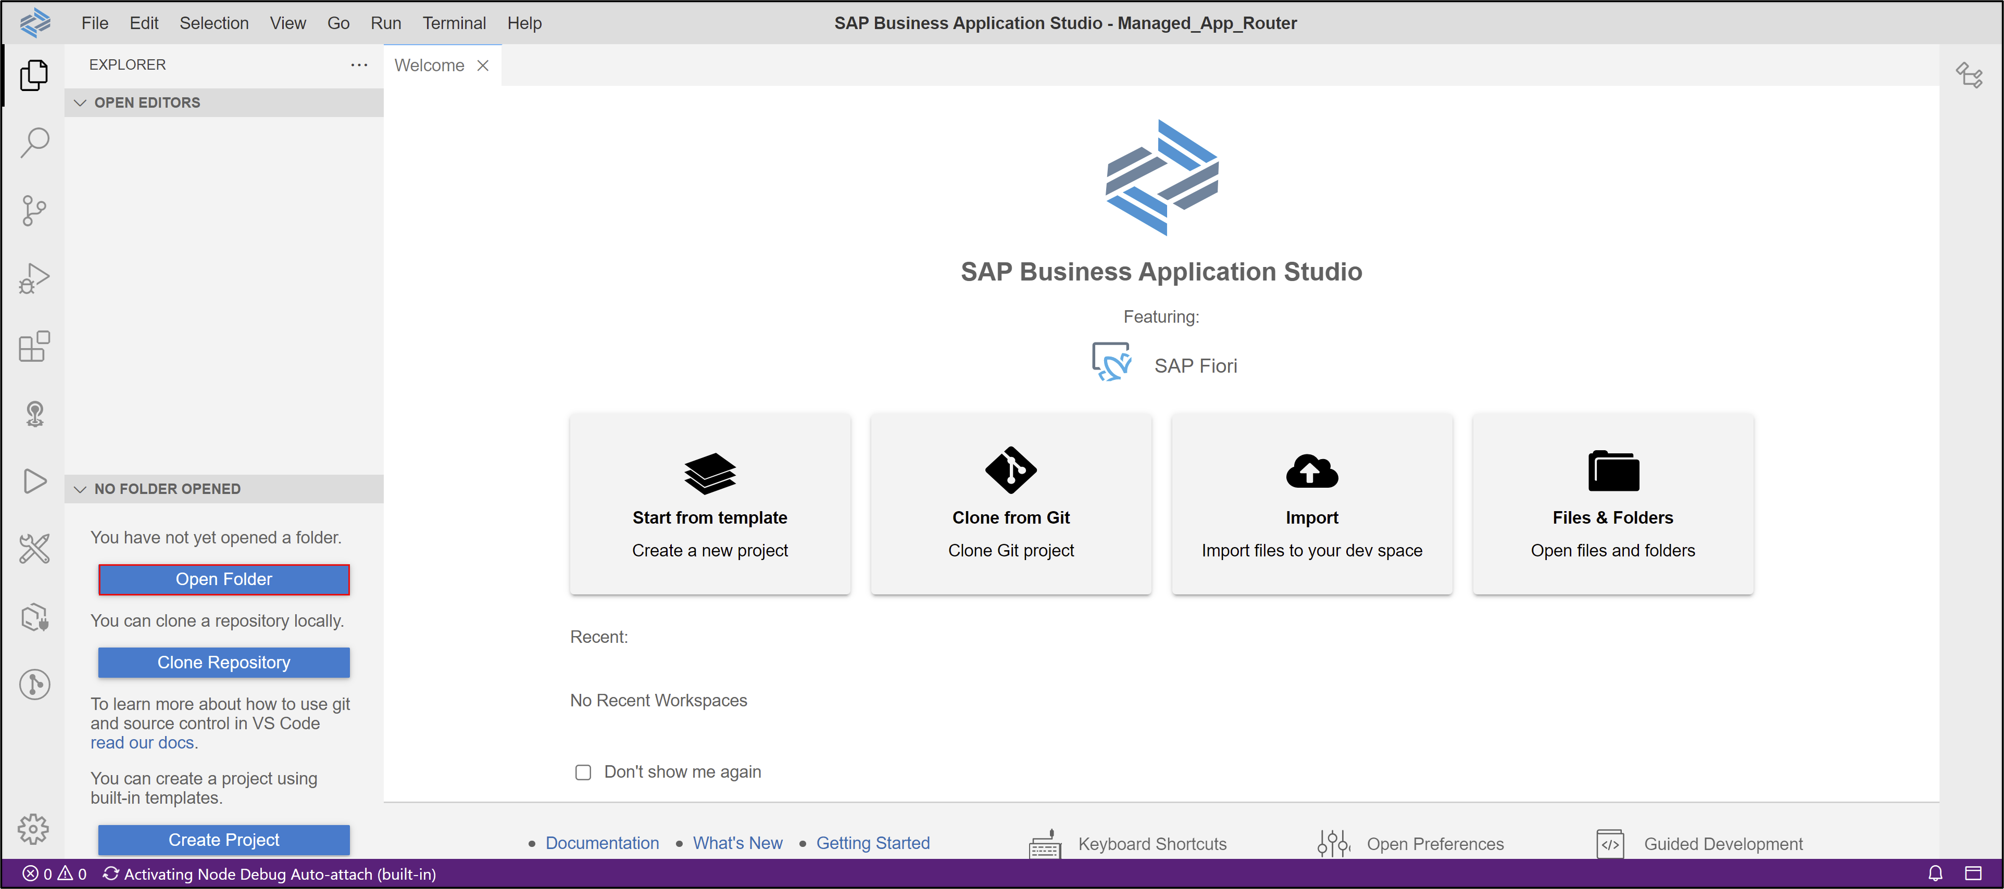 File Edit Selection View Go Run Terminal Help
SAP Business Application Studio - Managed_App_Router
EXPLORER
OPEN EDITORS
NO FOLDER OPENED
You have not yet opened a folder.
Open Folder
You can clone a repository locally.
Clone Repository
To learn more about how to use git
and source control in VS Code
read our docs.
You can create a project using
built-in templates.
Create Project
Welcome
SAP Business Application Studio
Featuring:
SAP Fiori
Start from template
Create a new project
Clone from Git
Clone Git project
Import
Import files to your dev space
Files & Folders
Open files and folders
Recent:
No Recent Workspaces
Don't show me again
• Documentation • What's New • Getting Started
Keyboard Shortcuts
Open Preferences
Guided Development
0 0 Activating Node Debug Auto-attach (built-in)